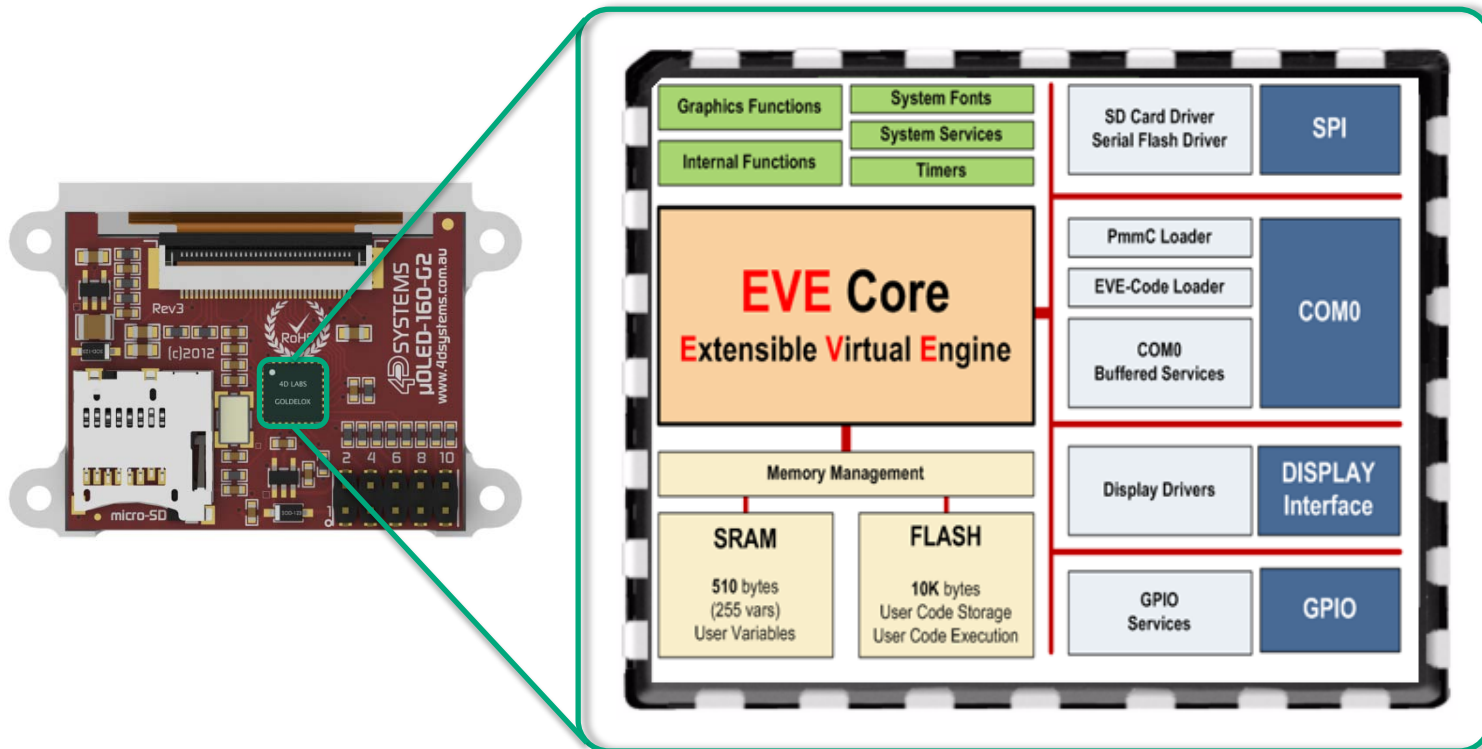 Rev3
(c)2012
RoHS
4D SYSTEMS
µOLED-160-G2
www.4dsystems.com.au
4D LABS
GOLDELOX
2 4 6 8 10
1
micro-SD
Graphics Functions
System Fonts
System Services
Internal Functions
Timers
EVE Core
Extensible Virtual Engine
Memory Management
SRAM
510 bytes
(255 vars)
User Variables
FLASH
10K bytes
User Code Storage
User Code Execution
SD Card Driver
Serial Flash Driver
SPI
PmmC Loader
EVE-Code Loader
COM0
Buffered Services
COM0
Display Drivers
DISPLAY
Interface
GPIO
Services
GPIO